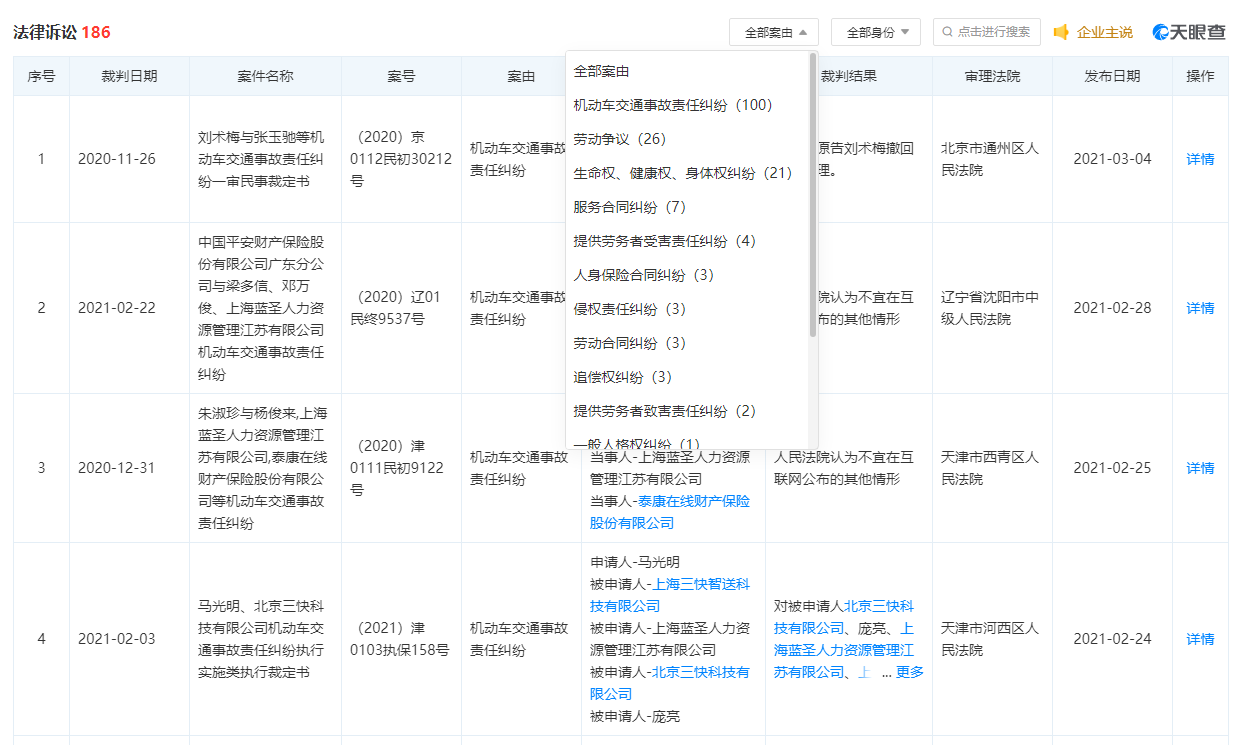 法律诉讼 186
全部案由
全部身份
点击进行搜索
企业主说
天眼查
序号
裁判日期
案件名称
案号
案由
裁判结果
审理法院
发布日期
操作
全部案由
机动车交通事故责任纠纷（100）
劳动争议（26）
生命权、健康权、身体权纠纷（21）
服务合同纠纷（7）
提供劳务者受害责任纠纷（4）
人身保险合同纠纷（3）
侵权责任纠纷（3）
劳动合同纠纷（3）
追偿权纠纷（3）
提供劳务者致害责任纠纷（2）
一般人格权纠纷（1）
1
2020-11-26
刘术梅与张玉驰等机
动车交通事故责任纠
纷一审民事裁定书
（2020）京
0112民初30212
号
机动车交通事故
责任纠纷
原告刘术梅撤回
理。
北京市通州区人
民法院
2021-03-04
详情
2
2021-02-22
中国平安财产保险股
份有限公司广东分公
司与梁多信、邓万
俊、上海蓝圣人力资
源管理江苏有限公司
机动车交通事故责任
纠纷
（2020）辽01
民终9537号
机动车交通事故
责任纠纷
院认为不宜在互
布的其他情形
辽宁省沈阳市中
级人民法院
2021-02-28
详情
3
2020-12-31
朱淑珍与杨俊来,上海
蓝圣人力资源管理江
苏有限公司,泰康在线
财产保险股份有限公
司等机动车交通事故
责任纠纷
（2020）津
0111民初9122
号
机动车交通事故
责任纠纷
当事人-上海蓝圣人力资源
管理江苏有限公司
当事人-泰康在线财产保险
股份有限公司
人民法院认为不宜在互
联网公布的其他情形
天津市西青区人
民法院
2021-02-25
详情
4
2021-02-03
马光明、北京三快科
技有限公司机动车交
通事故责任纠纷执行
实施类执行裁定书
（2021）津
0103执保158号
机动车交通事故
责任纠纷
申请人-马光明
被申请人-上海三快智送科
技有限公司
被申请人-上海蓝圣人力资
源管理江苏有限公司
被申请人-北京三快科技有
限公司
被申请人-庞亮
对被申请人北京三快科
技有限公司、庞亮、上
海蓝圣人力资源管理江
苏有限公司、上 ... 更多
天津市河西区人
民法院
2021-02-24
详情